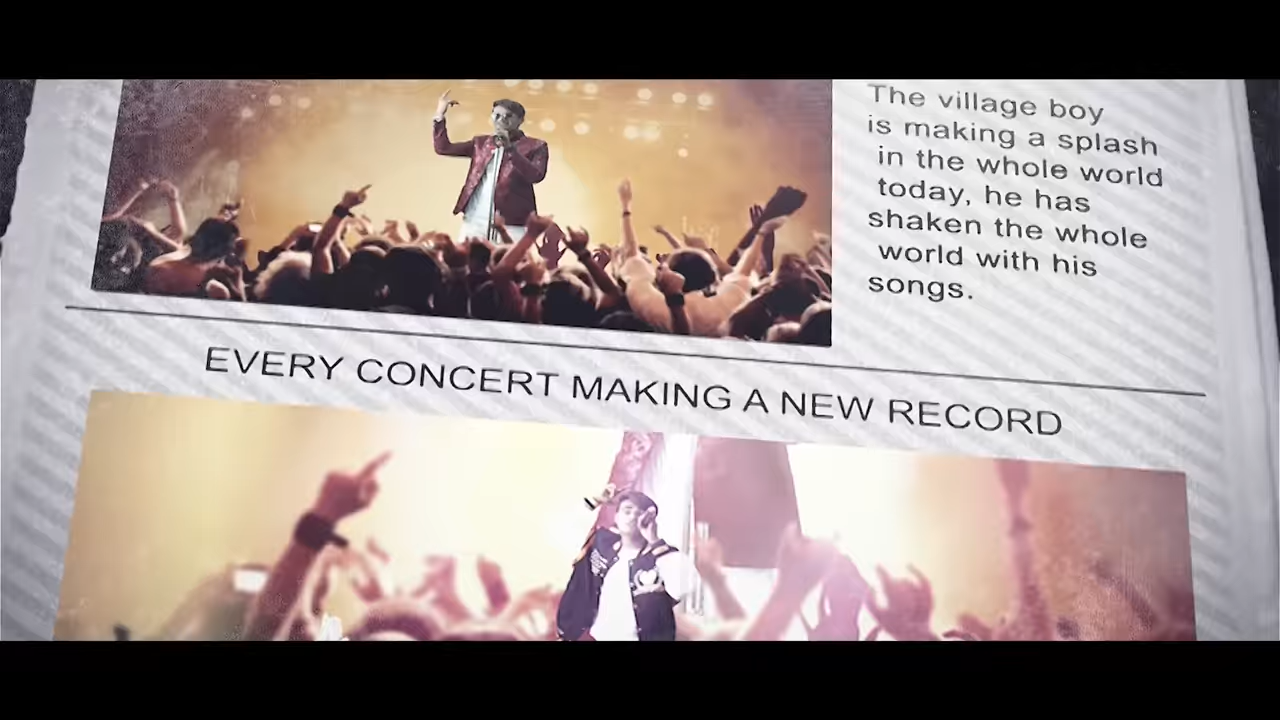 The village boy
is making a splash
in the whole world
today, he has
shaken the whole
world with his
songs.
EVERY CONCERT MAKING A NEW RECORD